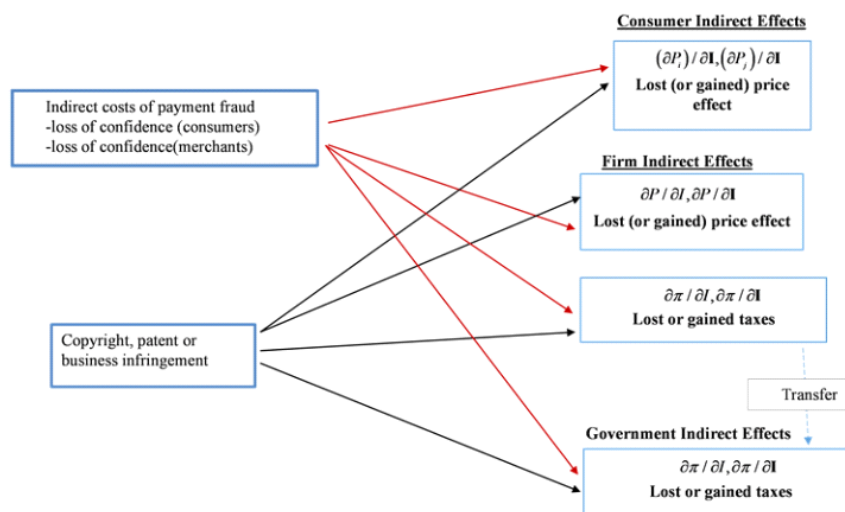 Consumer Indirect Effects
(∂Pᵢ)/∂𝐈,(∂Pⱼ)/∂𝐈
Lost (or gained) price
effect
Indirect costs of payment fraud
-loss of confidence (consumers)
-loss of confidence(merchants)
Firm Indirect Effects
∂P/∂I,∂P/∂𝐈
Lost (or gained) price effect
∂π/∂I,∂π/∂𝐈
Lost or gained taxes
Copyright, patent or
business infringement
Transfer
Government Indirect Effects
∂π/∂I,∂π/∂𝐈
Lost or gained taxes